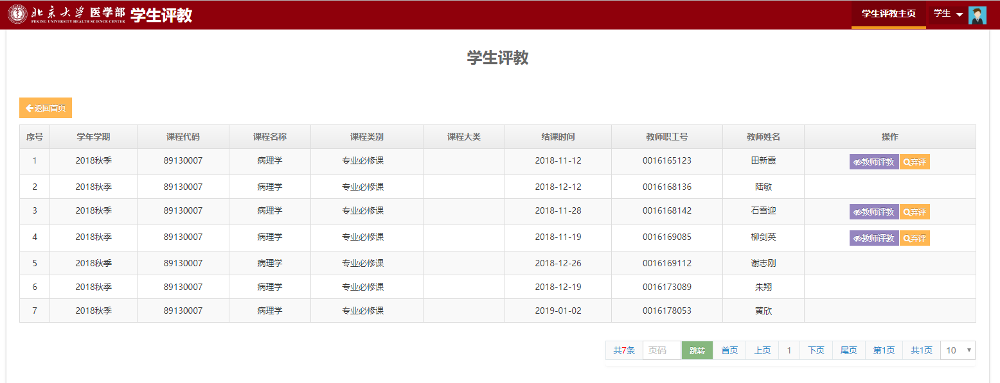 北京大学 医学部 学生评教
PEKING UNIVERSITY HEALTH SCIENCE CENTER
学生评教主页 学生
学生评教
返回首页
序号 学年学期 课程代码 课程名称 课程类别 课程大类 结课时间 教师职工号 教师姓名 操作
1 2018秋季 89130007 病理学 专业必修课 2018-11-12 0016165123 田新霞 教师评教 弃评
2 2018秋季 89130007 病理学 专业必修课 2018-12-12 0016168136 陆敏
3 2018秋季 89130007 病理学 专业必修课 2018-11-28 0016168142 石雪迎 教师评教 弃评
4 2018秋季 89130007 病理学 专业必修课 2018-11-19 0016169085 柳剑英 教师评教 弃评
5 2018秋季 89130007 病理学 专业必修课 2018-12-26 0016169112 谢志刚
6 2018秋季 89130007 病理学 专业必修课 2018-12-19 0016173089 朱翔
7 2018秋季 89130007 病理学 专业必修课 2019-01-02 0016178053 黄欣
共7条 页码 跳转 首页 上页 1 下页 尾页 第1页 共1页 10